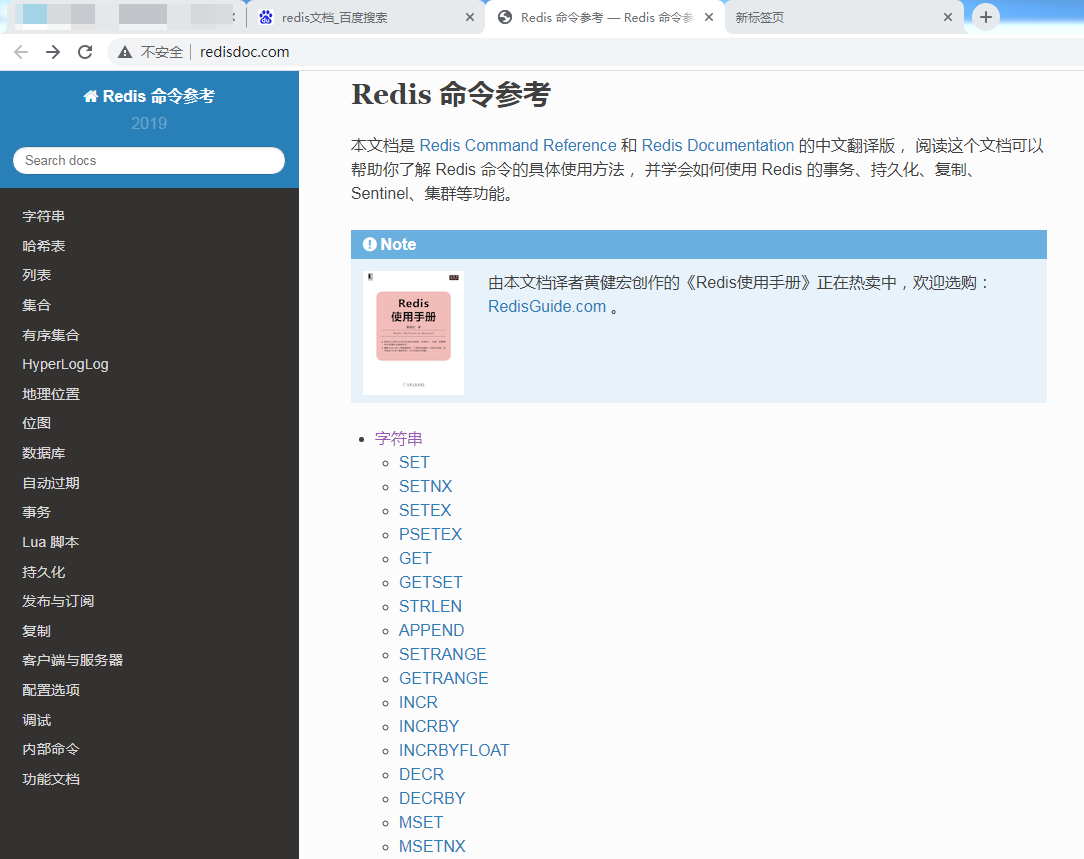 redis文档_百度搜索
Redis 命令参考 — Redis 命令参
新标签页
不安全
redisdoc.com
Redis 命令参考
2019
Search docs
字符串
哈希表
列表
集合
有序集合
HyperLogLog
地理位置
位图
数据库
自动过期
事务
Lua 脚本
持久化
发布与订阅
复制
客户端与服务器
配置选项
调试
内部命令
功能文档
Redis 命令参考
本文档是 Redis Command Reference 和 Redis Documentation 的中文翻译版， 阅读这个文档可以
帮助你了解 Redis 命令的具体使用方法， 并学会如何使用 Redis 的事务、持久化、复制、
Sentinel、集群等功能。
Note
Redis
使用手册
由本文档译者黄健宏创作的《Redis使用手册》正在热卖中，欢迎选购：
RedisGuide.com 。
字符串
SET
SETNX
SETEX
PSETEX
GET
GETSET
STRLEN
APPEND
SETRANGE
GETRANGE
INCR
INCRBY
INCRBYFLOAT
DECR
DECRBY
MSET
MSETNX